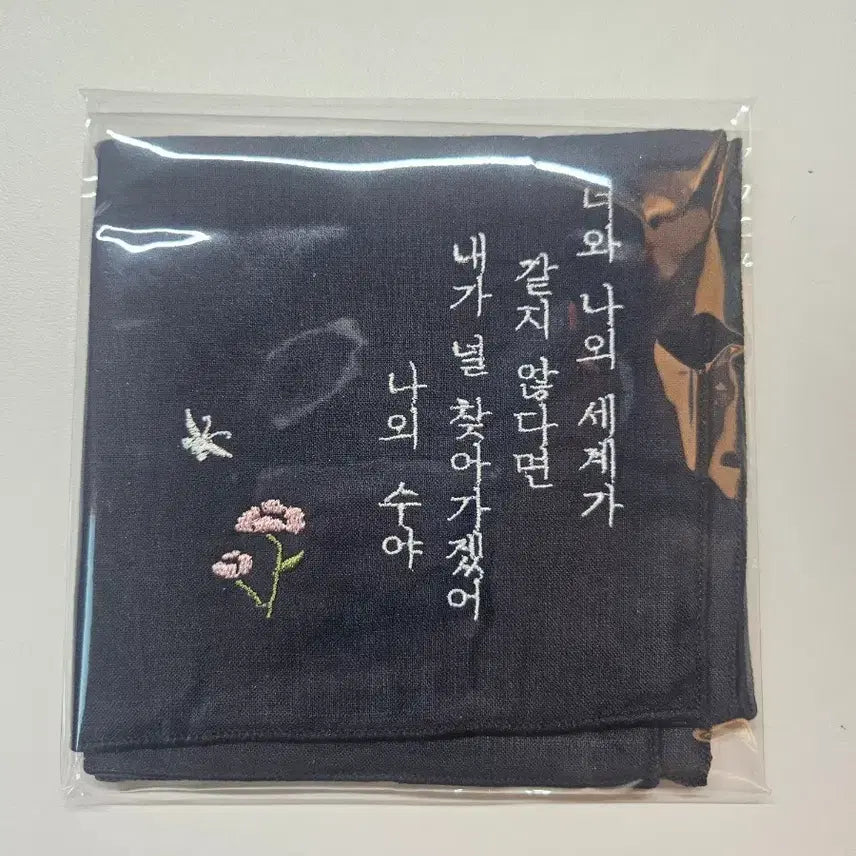 너와 나의 세계가
같지 않다면
내가 널 찾아가겠어
나의 수야